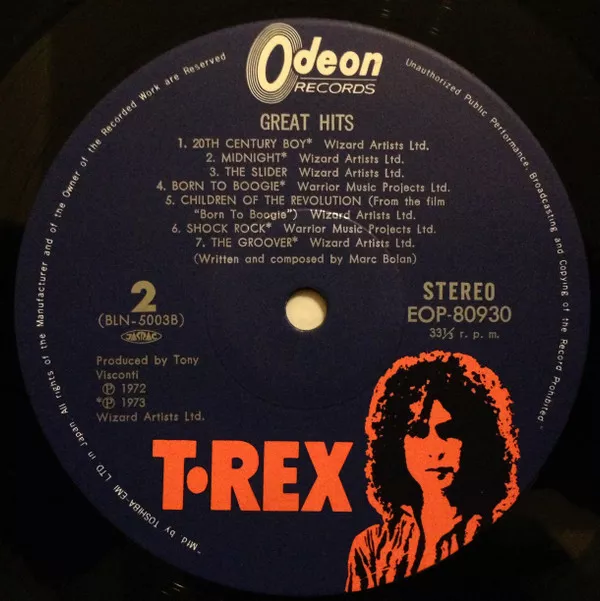 Odeon
RECORDS
GREAT HITS
1. 20TH CENTURY BOY* Wizard Artists Ltd.
2. MIDNIGHT* Wizard Artists Ltd.
3. THE SLIDER Wizard Artists Ltd.
4. BORN TO BOOGIE* Warrior Music Projects Ltd.
5. CHILDREN OF THE REVOLUTION (From the film
"Born To Boogie") Wizard Artists Ltd.
6. SHOCK ROCK* Warrior Music Projects Ltd.
7. THE GROOVER* Wizard Artists Ltd.
(Written and composed by Marc Bolan)
2
(BLN-5003B)
JASRAC
STEREO
EOP-80930
33⅓ r. p. m.
Produced by Tony
Visconti
Ⓟ 1972
*Ⓟ 1973
Wizard Artists Ltd.
T•REX
"Mfd by TOSHIBA-EMI LTD in Japan. All rights of the Manufacturer and of the Owner of the Recorded Work are Reserved
Unauthorized Public Performance, Broadcasting and Copying of the Record Prohibited"